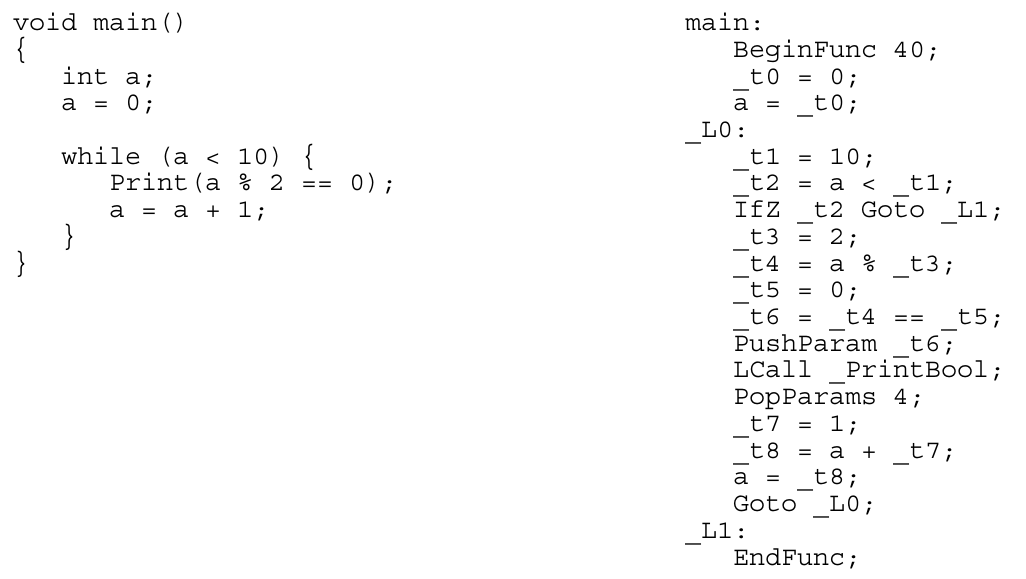 void main()
{
   int a;
   a = 0;

   while (a < 10) {
      Print(a % 2 == 0);
      a = a + 1;
   }
}
main:
   BeginFunc 40;
   _t0 = 0;
   a = _t0;
_L0:
   _t1 = 10;
   _t2 = a < _t1;
   IfZ _t2 Goto _L1;
   _t3 = 2;
   _t4 = a % _t3;
   _t5 = 0;
   _t6 = _t4 == _t5;
   PushParam _t6;
   LCall _PrintBool;
   PopParams 4;
   _t7 = 1;
   _t8 = a + _t7;
   a = _t8;
   Goto _L0;
_L1:
   EndFunc;